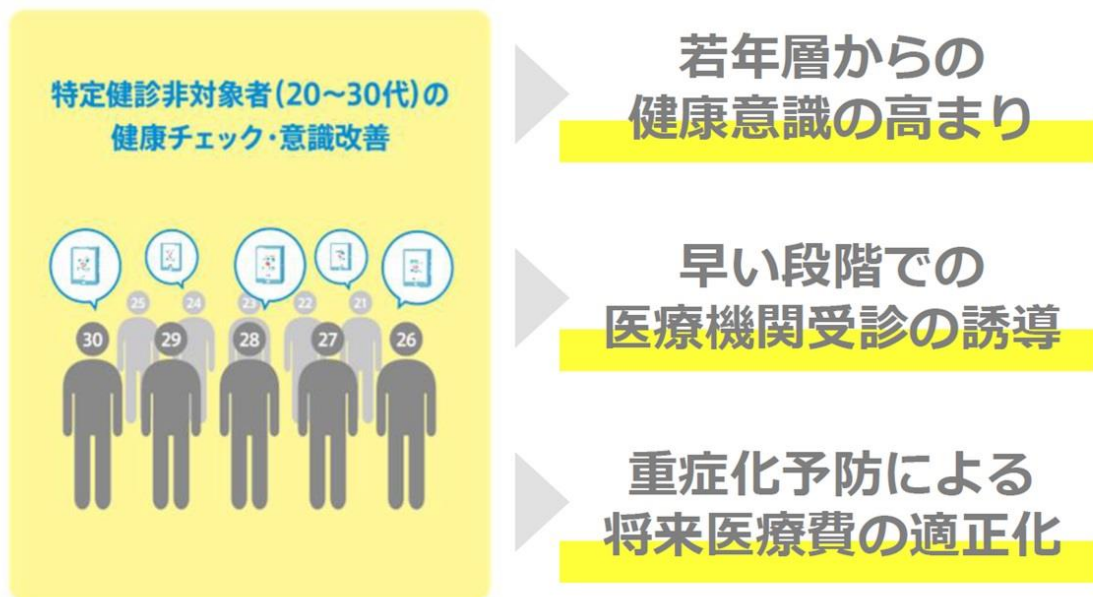 特定健診非対象者(20～30代)の
健康チェック・意識改善
25 24 23 22 21
30 29 28 27 26
若年層からの
健康意識の高まり
早い段階での
医療機関受診の誘導
重症化予防による
将来医療費の適正化